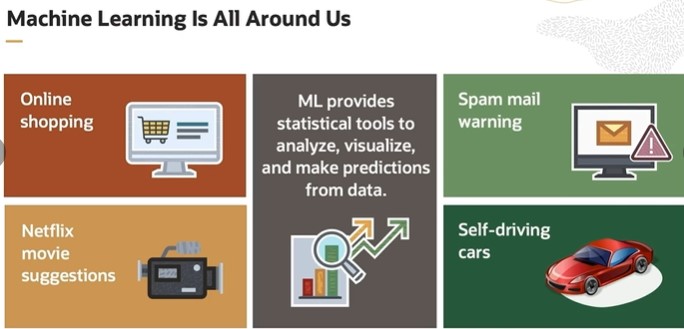 Machine Learning Is All Around Us
Online
shopping
ML provides
statistical tools to
analyze, visualize,
and make predictions
from data.
Spam mail
warning
Netflix
movie
suggestions
Self-driving
cars